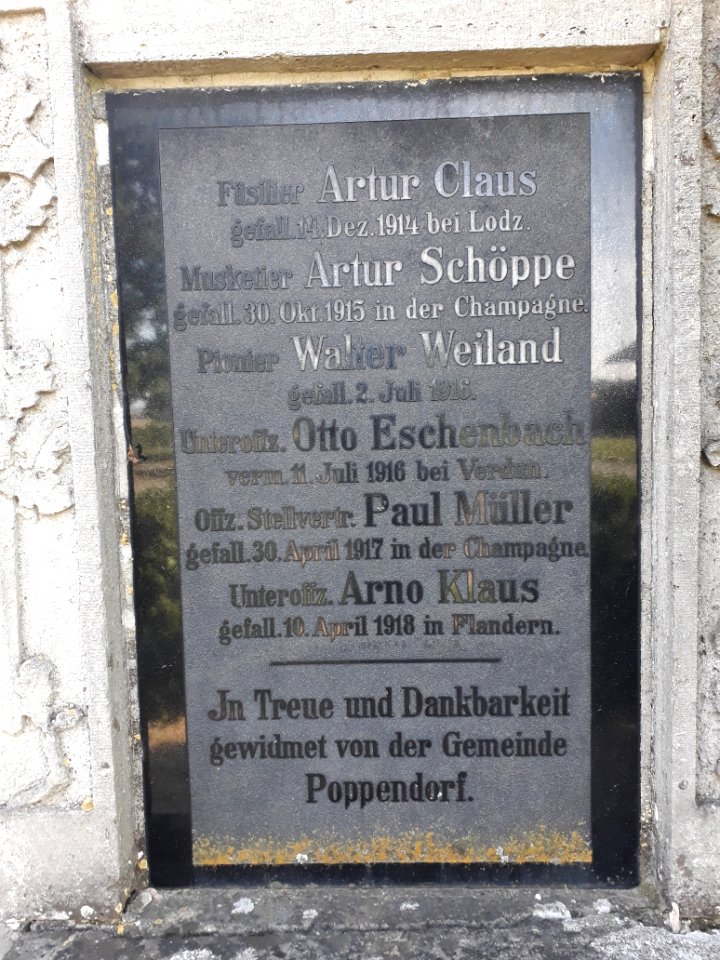 Füsilier Artur Claus
gefall. 14. Dez. 1914 bei Lodz.
Musketier Artur Schöppe
gefall. 30. Okt. 1915 in der Champagne.
Pionier Walter Weiland
gefall. 2. Juli 1916.
Unteroffz. Otto Eschenbach
verm. 11. Juli 1916 bei Verdun.
Offz. Stellvertr. Paul Müller
gefall. 30. April 1917 in der Champagne.
Unteroffz. Arno Klaus
gefall. 10. April 1918 in Flandern.
Jn Treue und Dankbarkeit
gewidmet von der Gemeinde
Poppendorf.